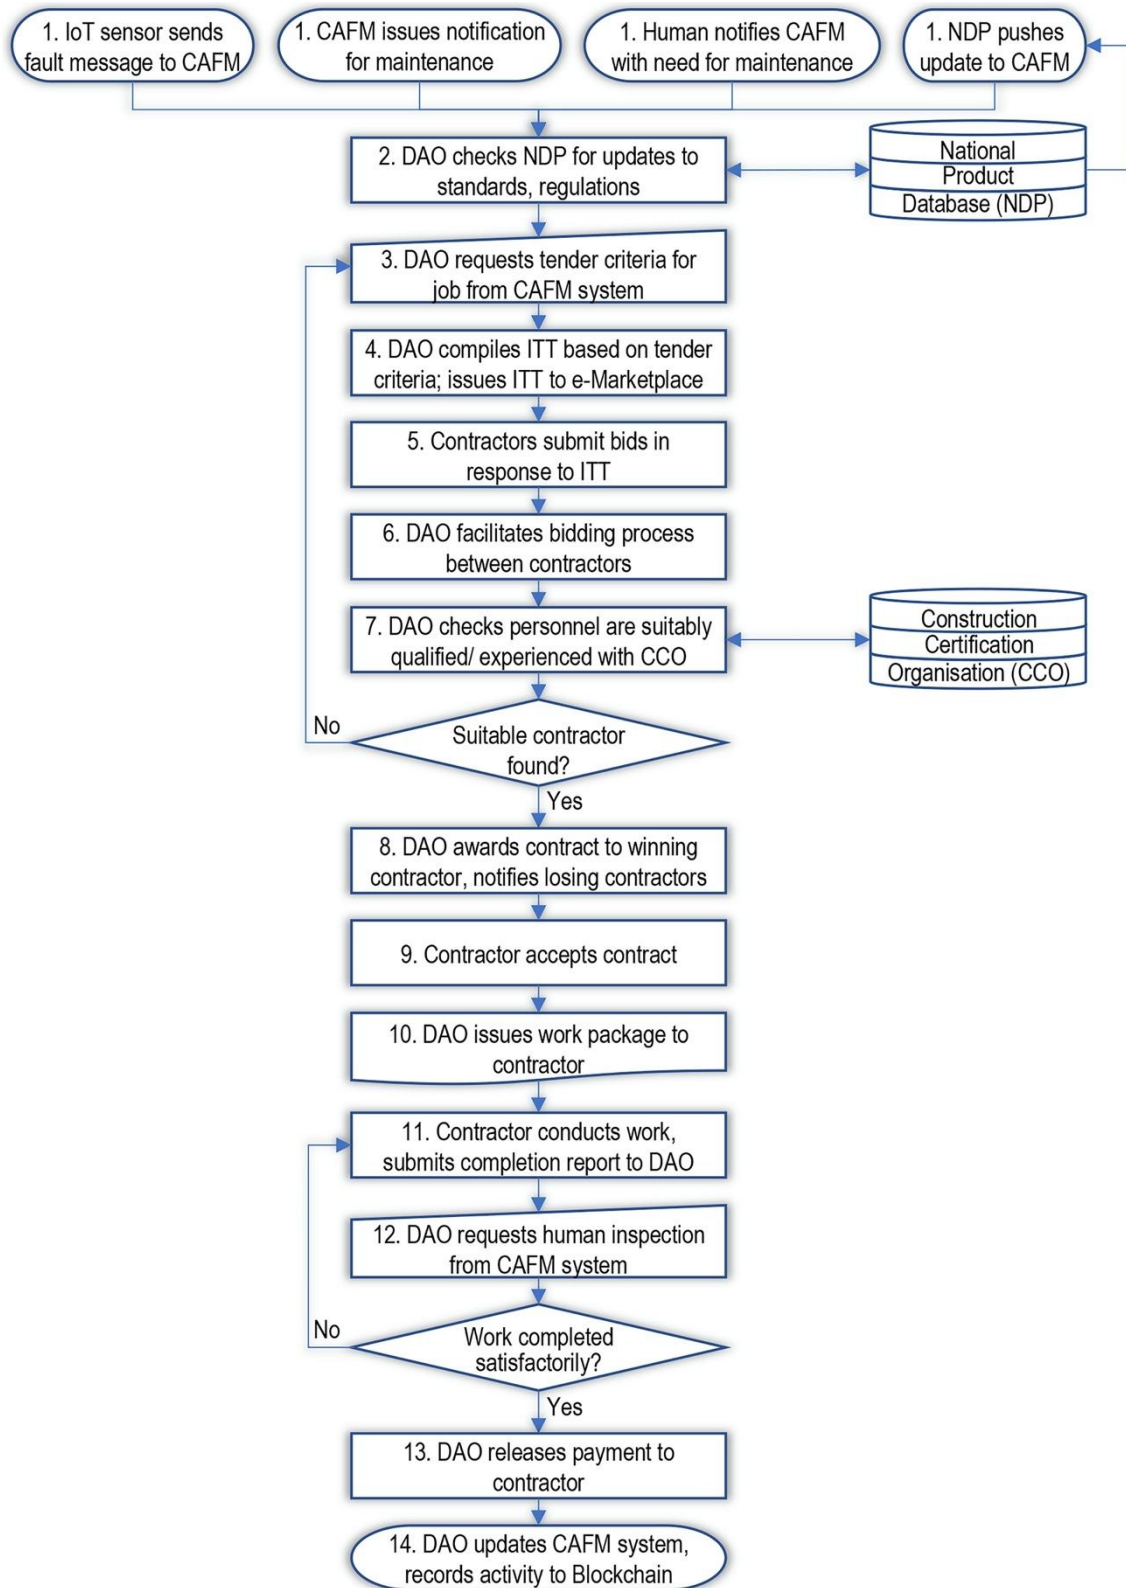 1. IoT sensor sends
fault message to CAFM
1. CAFM issues notification
for maintenance
1. Human notifies CAFM
with need for maintenance
1. NDP pushes
update to CAFM
2. DAO checks NDP for updates to
standards, regulations
National
Product
Database (NDP)
3. DAO requests tender criteria for
job from CAFM system
4. DAO compiles ITT based on tender
criteria; issues ITT to e-Marketplace
5. Contractors submit bids in
response to ITT
6. DAO facilitates bidding process
between contractors
7. DAO checks personnel are suitably
qualified/ experienced with CCO
Construction
Certification
Organisation (CCO)
No
Suitable contractor
found?
Yes
8. DAO awards contract to winning
contractor, notifies losing contractors
9. Contractor accepts contract
10. DAO issues work package to
contractor
11. Contractor conducts work,
submits completion report to DAO
12. DAO requests human inspection
from CAFM system
No
Work completed
satisfactorily?
Yes
13. DAO releases payment to
contractor
14. DAO updates CAFM system,
records activity to Blockchain